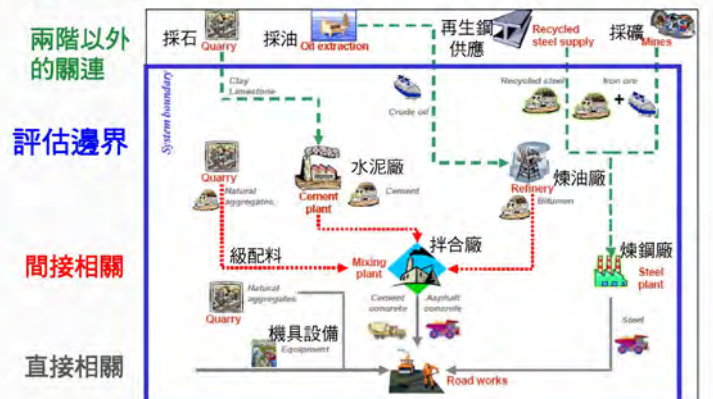 兩階以外
的關連
評估邊界
間接相關
直接相關
採石
Quarry
採油
Oil extraction
再生鋼
供應
Recycled
steel supply
採礦
Mines
System boundary
Clay
Limestone
Crude oil
Recycled steel
Iron ore
+
Quarry
Natural
aggregates,
水泥廠
Cement
plant
Cement
煉油廠
Refinery
Bitumen
級配料
Mixing
plant
拌合廠
煉鋼廠
Steel
plant
Natural
aggregates
Quarry
機具設備
Equipment
Cement
concrete
Asphalt
concrete
Steel
Road works